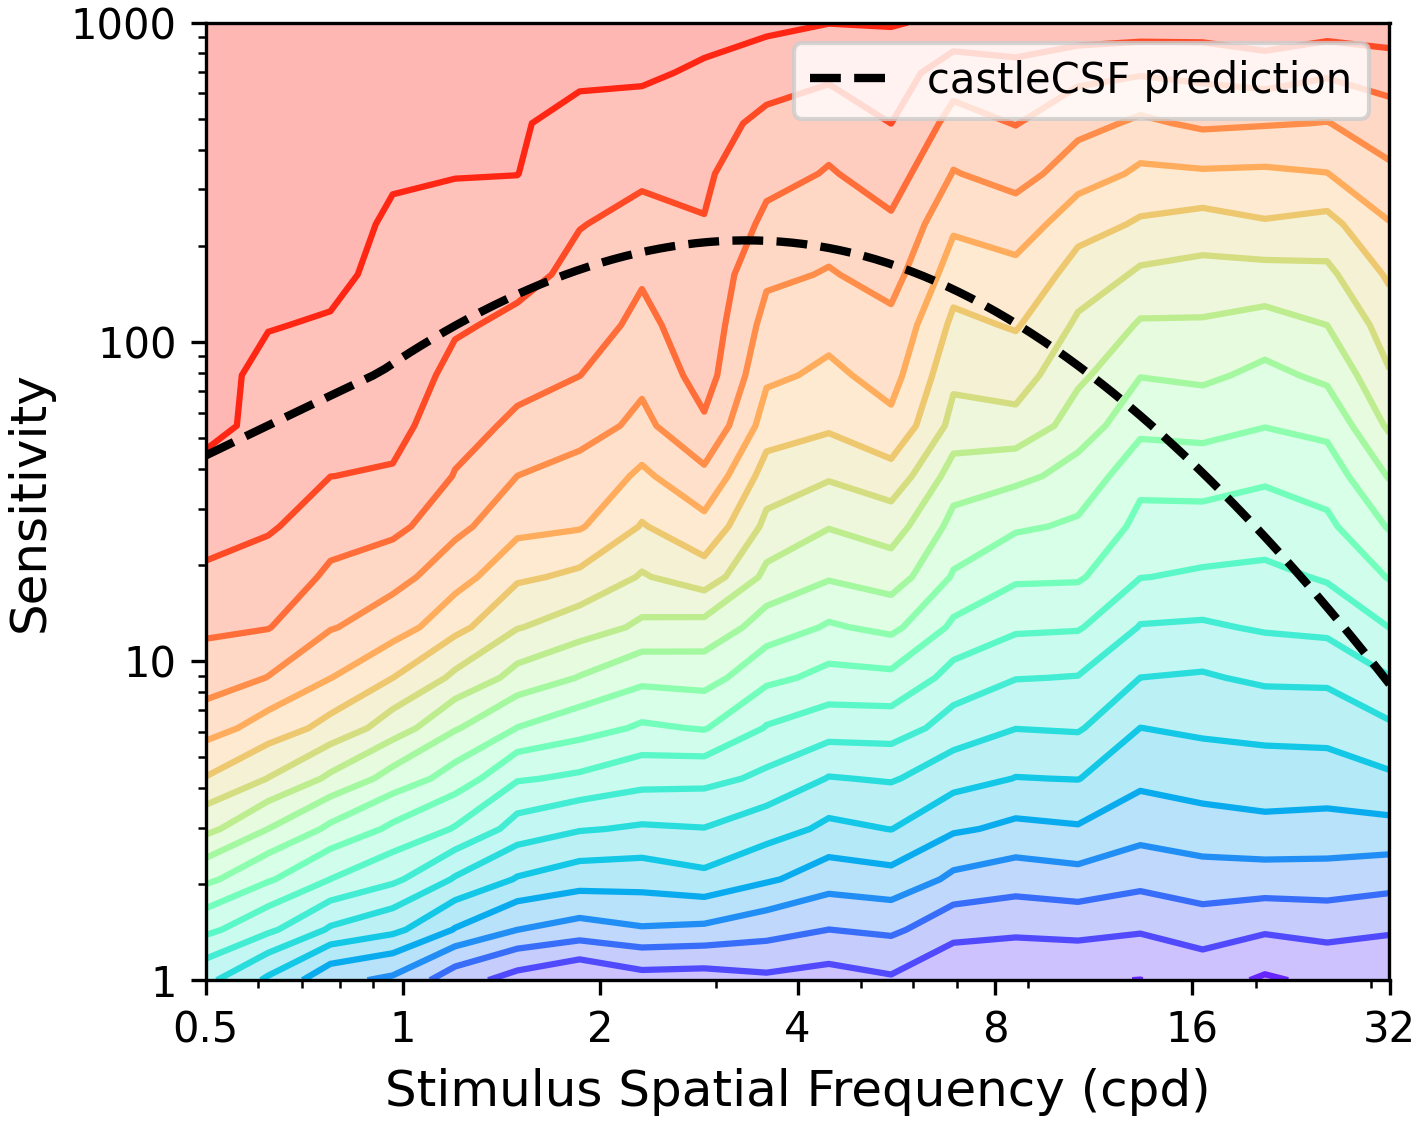 1000
castleCSF prediction
100
Sensitivity
10
1
0.5 1 2 4 8 16 32
Stimulus Spatial Frequency (cpd)